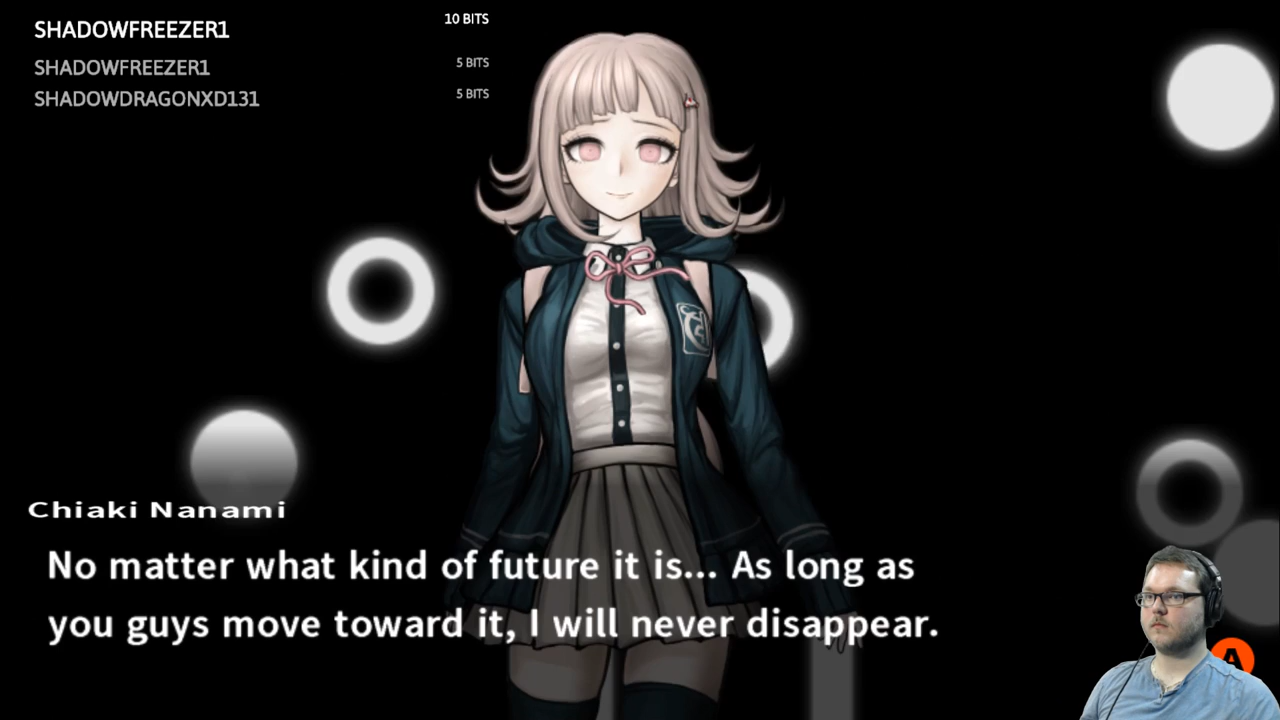 SHADOWFREEZER1 10 BITS
SHADOWFREEZER1 5 BITS
SHADOWDRAGONXD131 5 BITS
Chiaki Nanami
No matter what kind of future it is... As long as
you guys move toward it, I will never disappear.
A